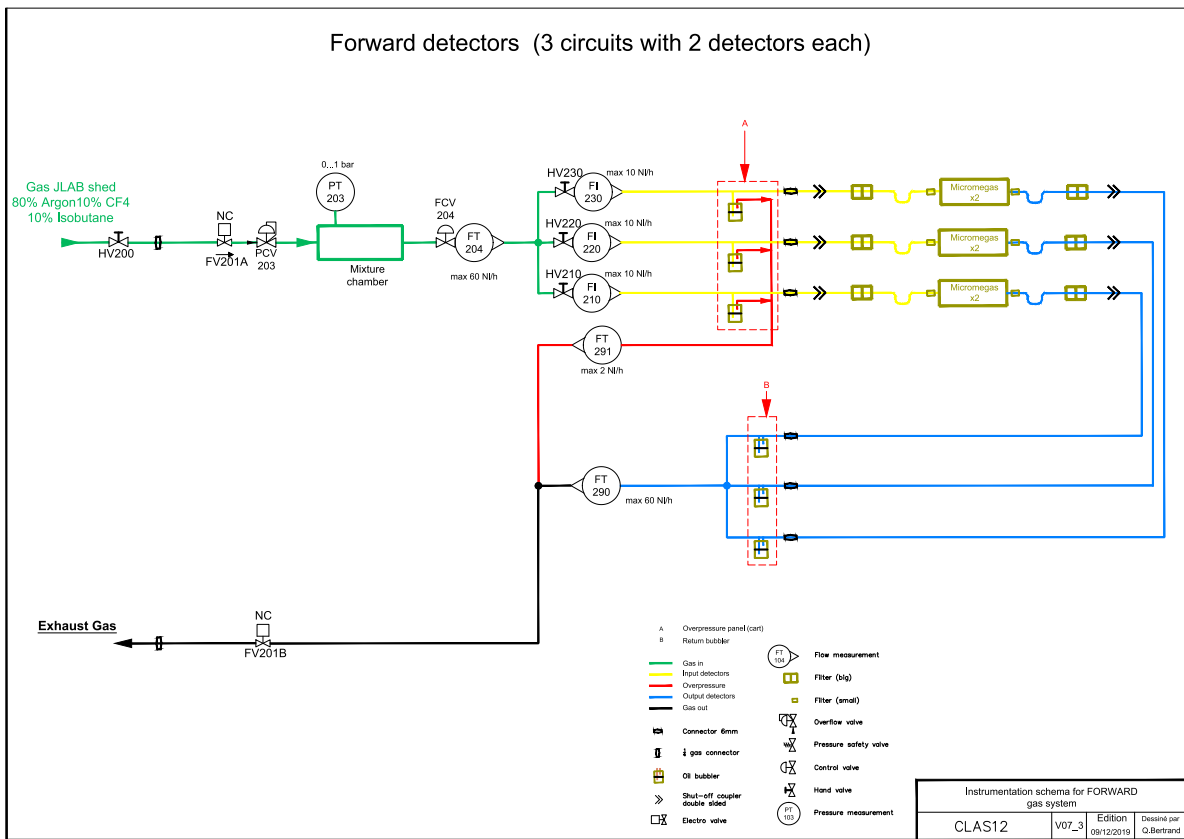 Forward detectors (3 circuits with 2 detectors each)
A
0...1 bar
PT
203
Gas JLAB shed
80% Argon10% CF4
10% Isobutane
HV200
NC
FV201A
PCV
203
Mixture
chamber
FCV
204
FT
204
max 60 Nl/h
HV230
FI
230
max 10 Nl/h
HV220
FI
220
max 10 Nl/h
HV210
FI
210
max 10 Nl/h
Micromegas
x2
Micromegas
x2
Micromegas
x2
FT
291
max 2 Nl/h
B
FT
290
max 60 Nl/h
Exhaust Gas
NC
FV201B
A Overpressure panel (cart)
B Return bubbler
Gas in
Input detectors
Overpressure
Output detectors
Gas out
Connector 6mm
gas connector
Oil bubbler
Shut-off coupler
double sided
Electro valve
FT
104
Flow measurement
Filter (big)
Filter (small)
Overflow valve
Pressure safety valve
Control valve
Hand valve
PT
103
Pressure measurement
Instrumentation schema for FORWARD
gas system
CLAS12
V07_3
Edition
09/12/2019
Dessiné par
Q.Bertrand